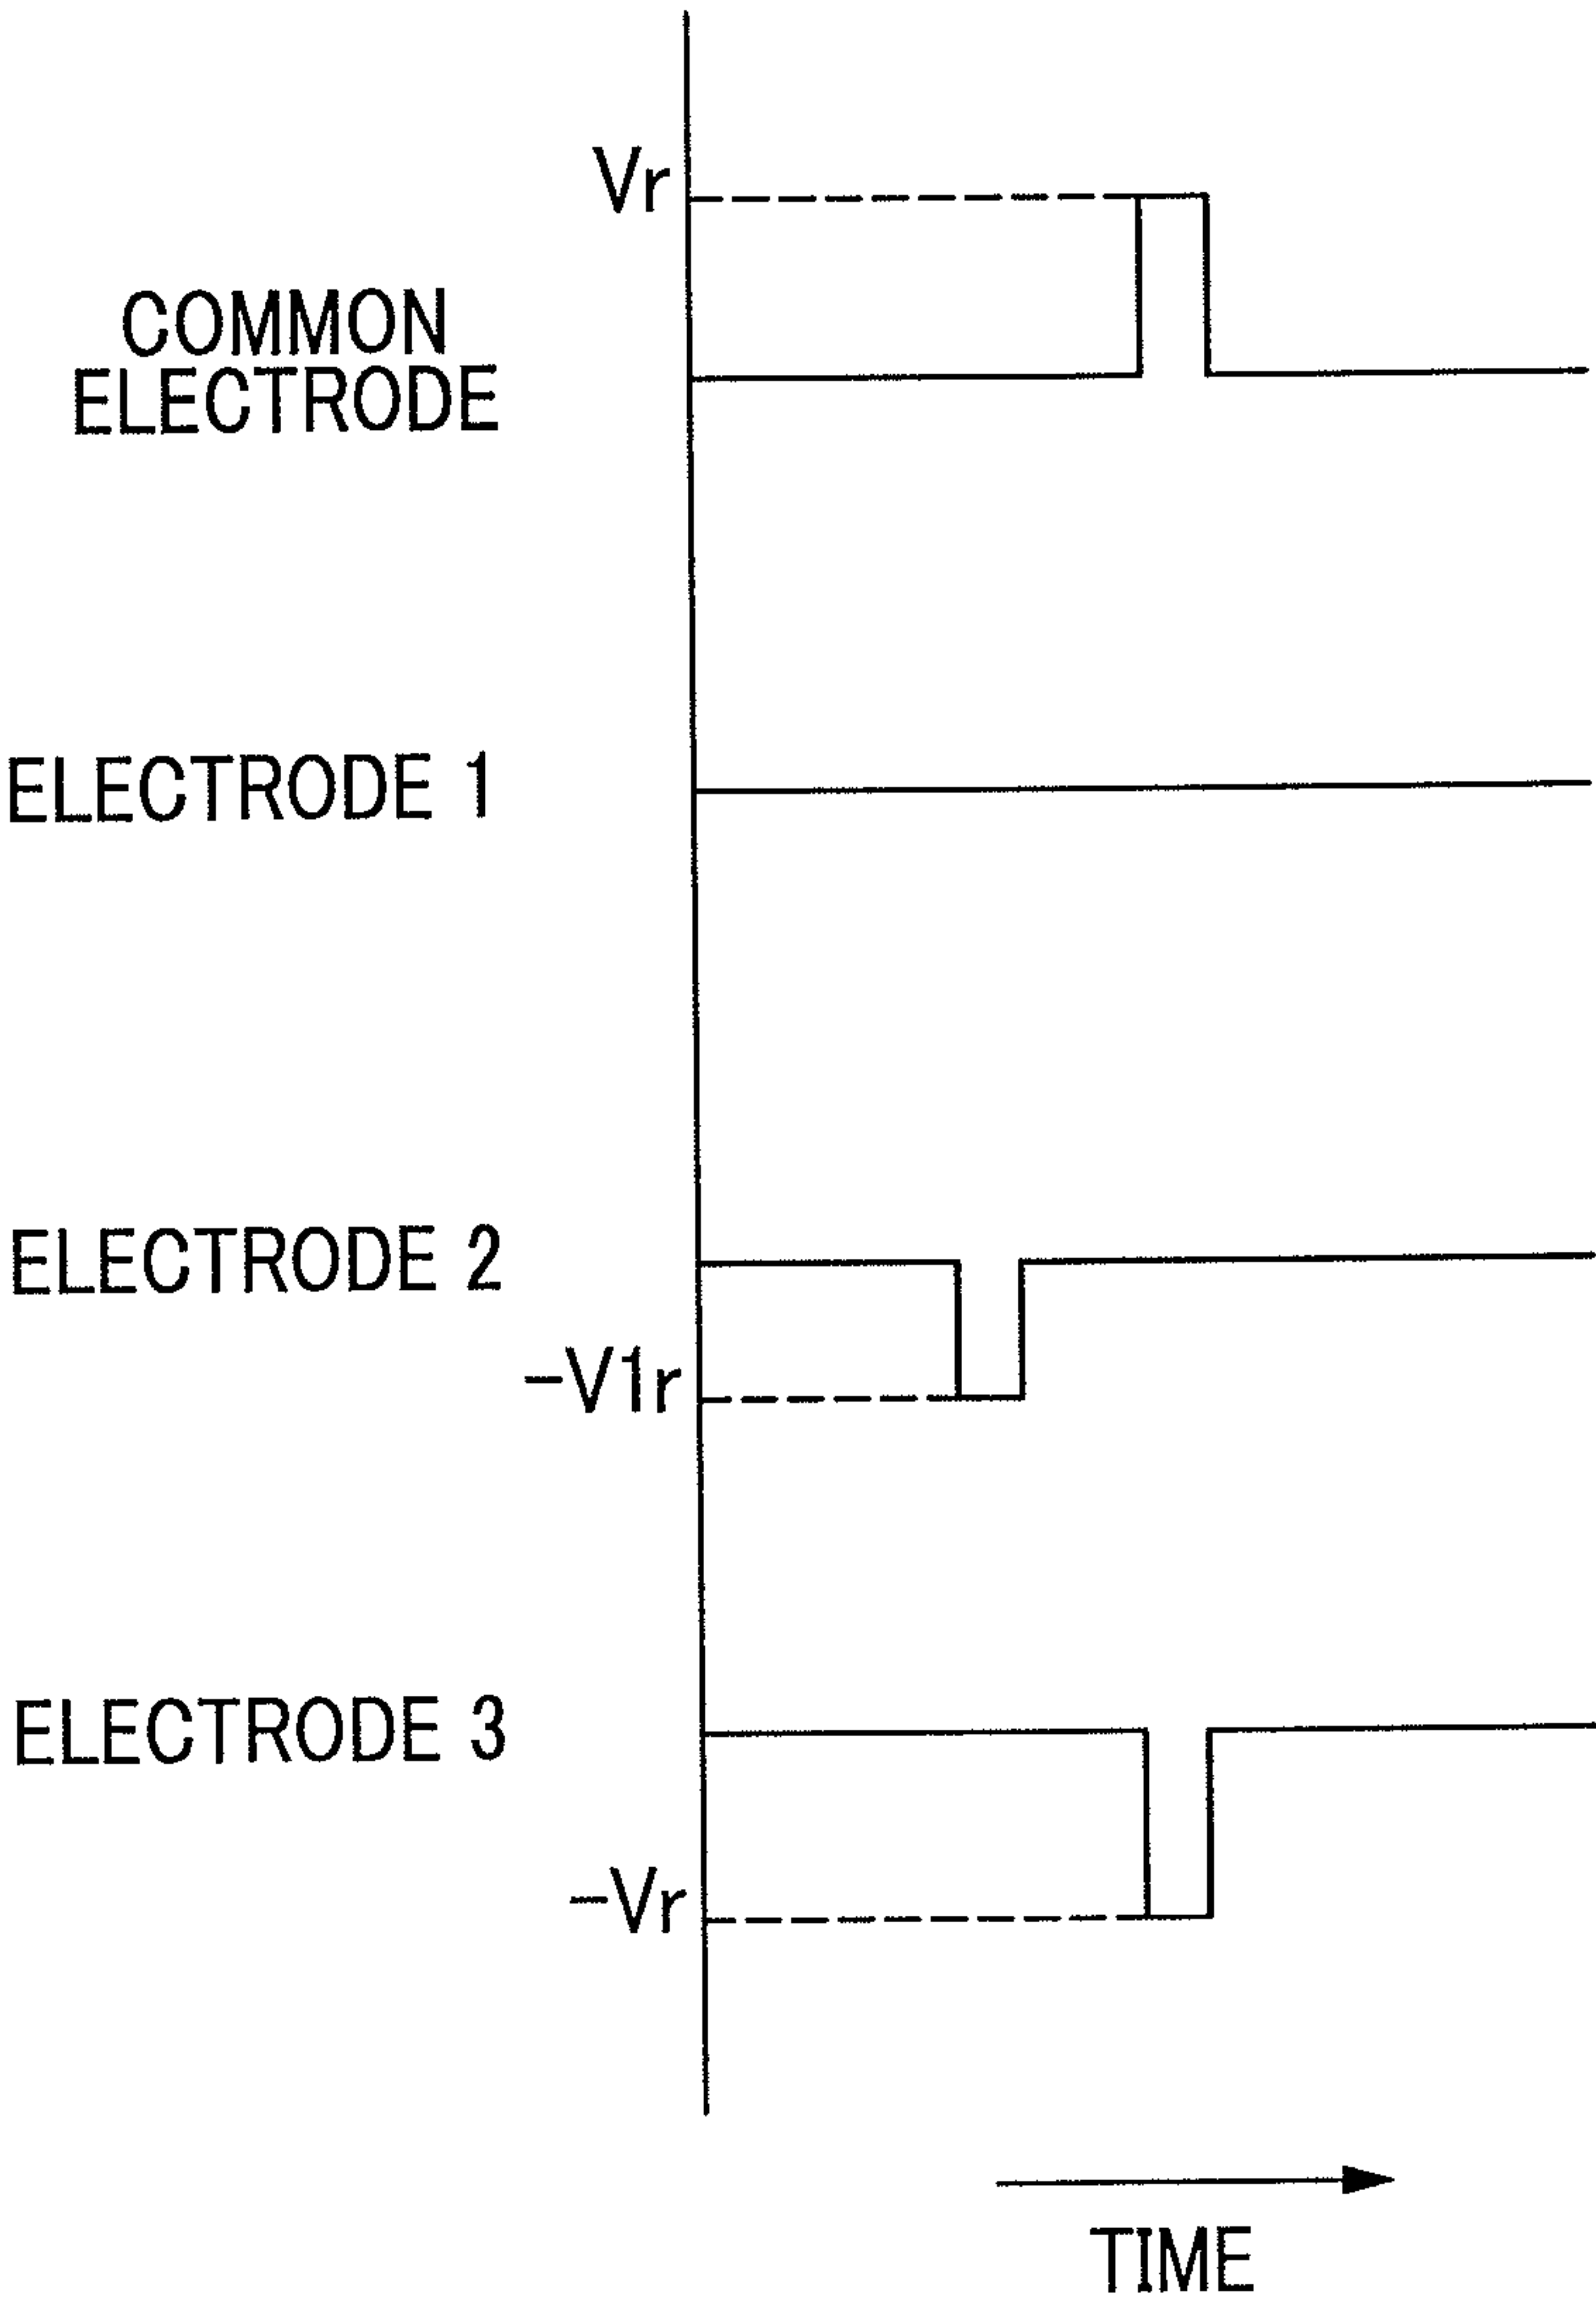 Vr
COMMON
ELECTRODE
ELECTRODE 1
ELECTRODE 2
-V1r
ELECTRODE 3
-Vr
TIME